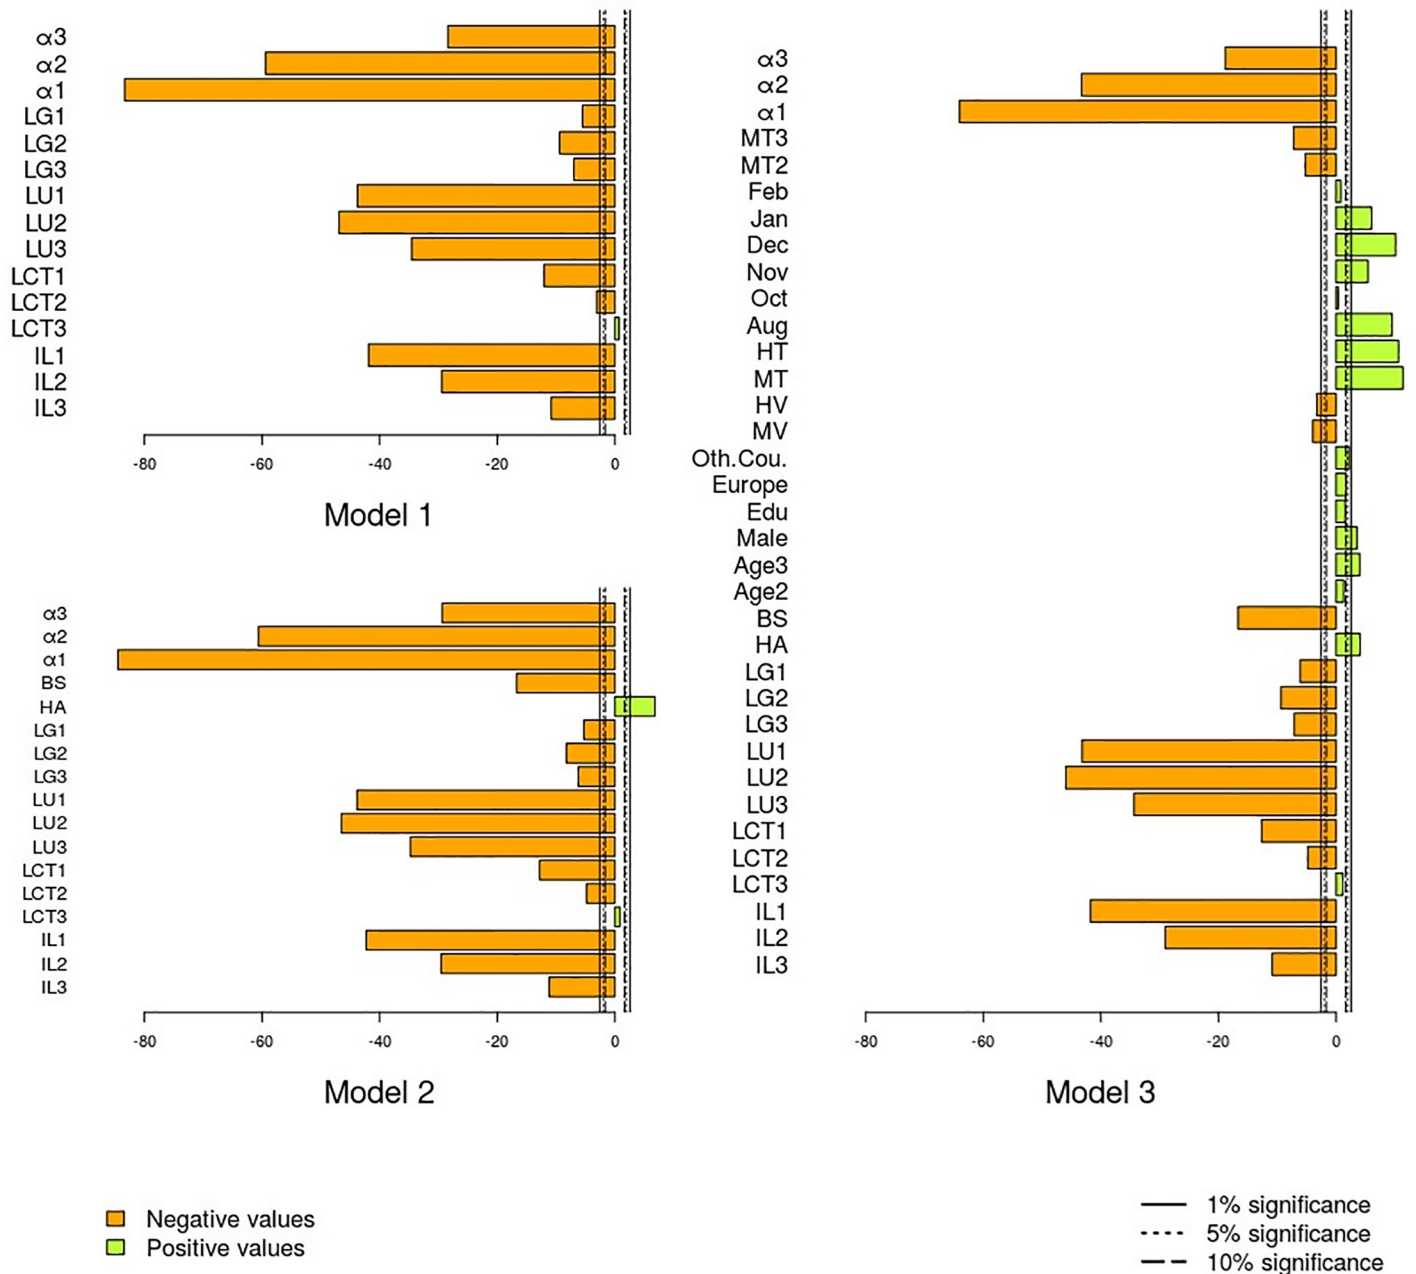 α3
α2
α1
LG1
LG2
LG3
LU1
LU2
LU3
LCT1
LCT2
LCT3
IL1
IL2
IL3
-80 -60 -40 -20 0
Model 1
α3
α2
α1
BS
HA
LG1
LG2
LG3
LU1
LU2
LU3
LCT1
LCT2
LCT3
IL1
IL2
IL3
-80 -60 -40 -20 0
Model 2
α3
α2
α1
MT3
MT2
Feb
Jan
Dec
Nov
Oct
Aug
HT
MT
HV
MV
Oth.Cou.
Europe
Edu
Male
Age3
Age2
BS
HA
LG1
LG2
LG3
LU1
LU2
LU3
LCT1
LCT2
LCT3
IL1
IL2
IL3
-80 -60 -40 -20 0
Model 3
Negative values
Positive values
1% significance
5% significance
10% significance